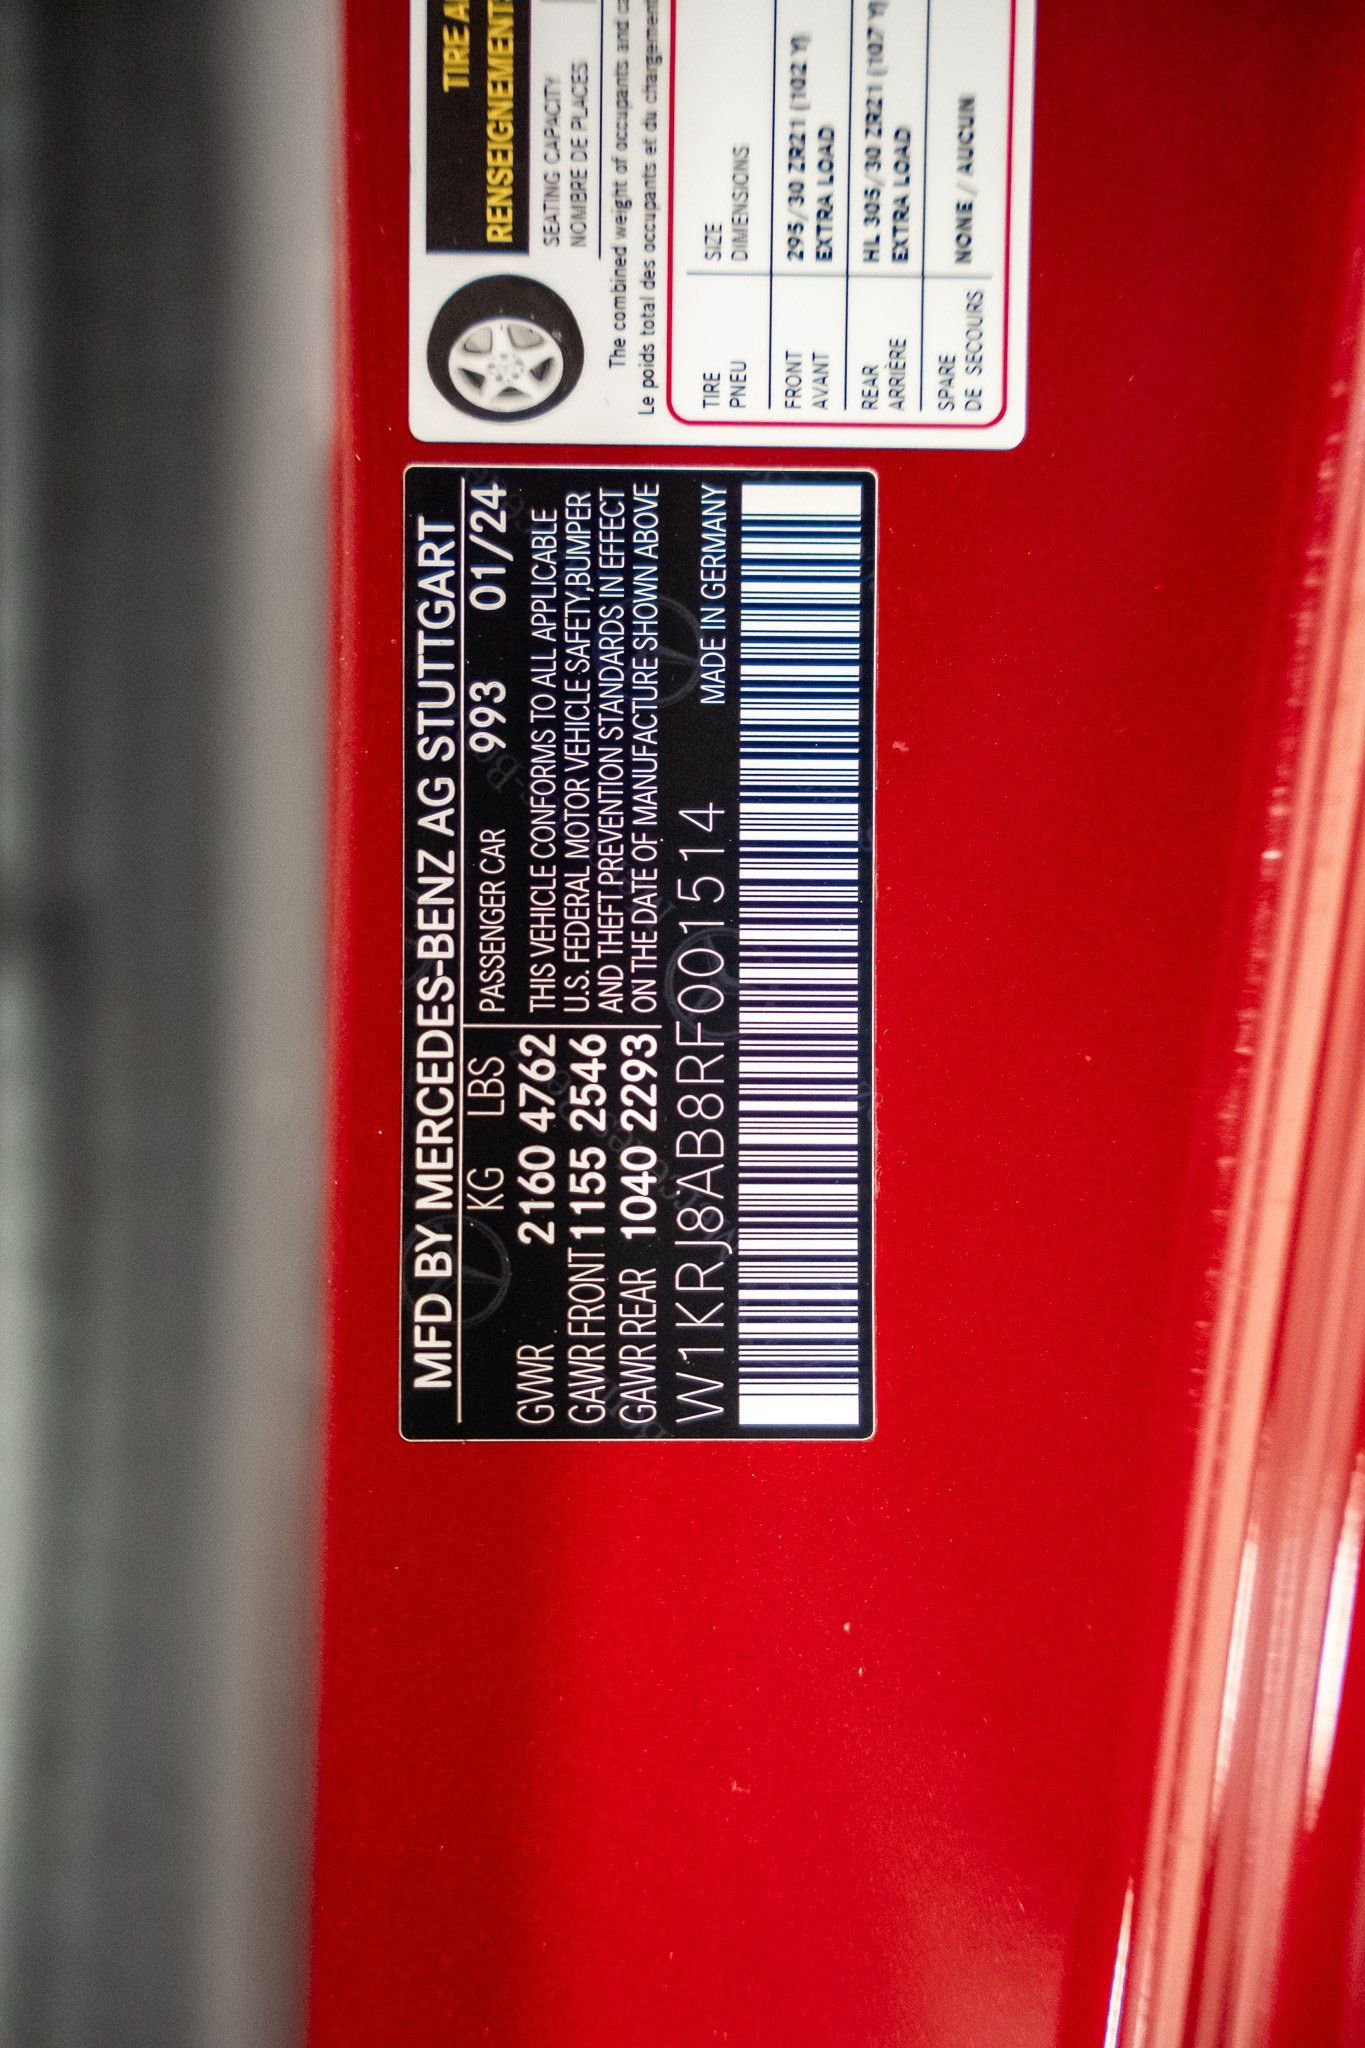 TIRE
RENSEIGNEMENT
SEATING CAPACITY
NOMBRE DE PLACES
The combined weight of occupants and
Le poids total des occupants et du chargement
TIRE SIZE
PNEU DIMENSIONS
FRONT 295/30 ZR21 (102 Y)
AVANT EXTRA LOAD
REAR HL 305/30 ZR21 (107 Y)
ARRIÈRE EXTRA LOAD
SPARE NONE / AUCUN
DE SECOURS
MFD BY MERCEDES-BENZ AG STUTTGART
KG LBS PASSENGER CAR 993 01/24
GVWR 2160 4762 THIS VEHICLE CONFORMS TO ALL APPLICABLE
GAWR FRONT 1155 2546 U.S. FEDERAL MOTOR VEHICLE SAFETY,BUMPER
AND THEFT PREVENTION STANDARDS IN EFFECT
GAWR REAR 1040 2293 ON THE DATE OF MANUFACTURE SHOWN ABOVE
W1KRJ8AB8RF001514 MADE IN GERMANY